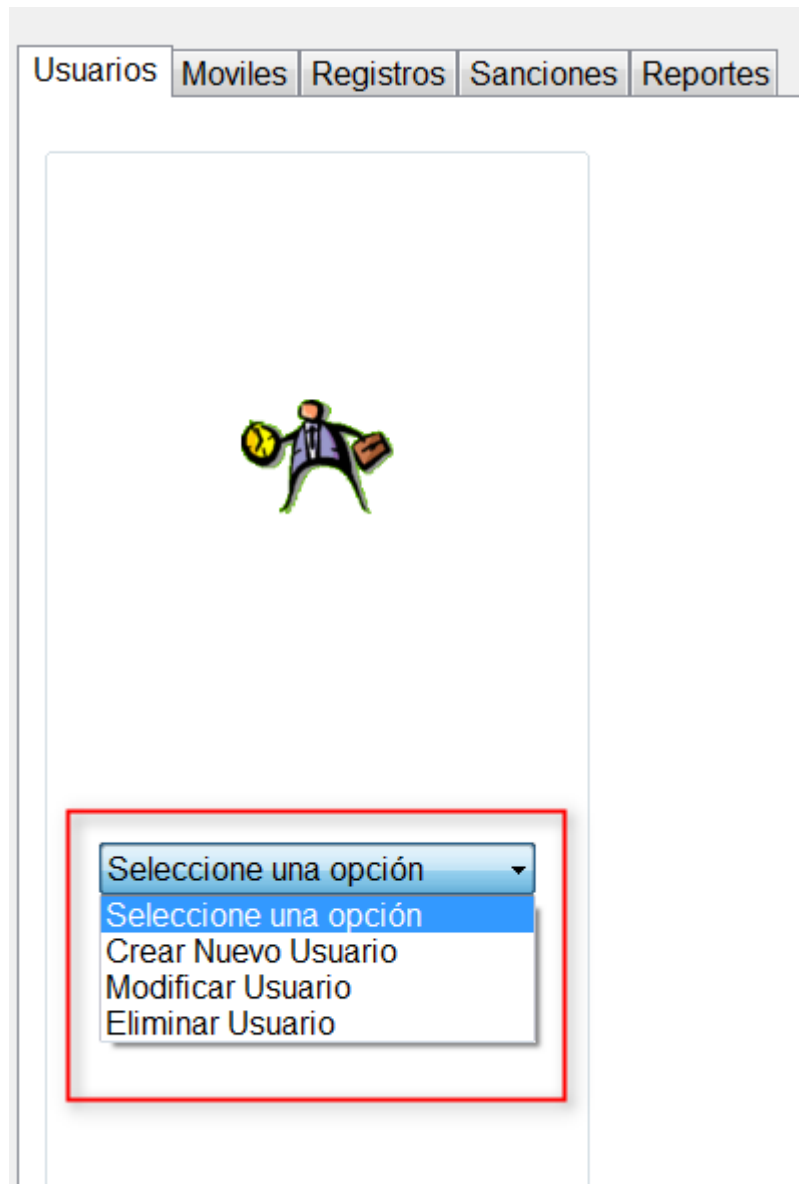 Usuarios Moviles Registros Sanciones Reportes
Seleccione una opción
Seleccione una opción
Crear Nuevo Usuario
Modificar Usuario
Eliminar Usuario